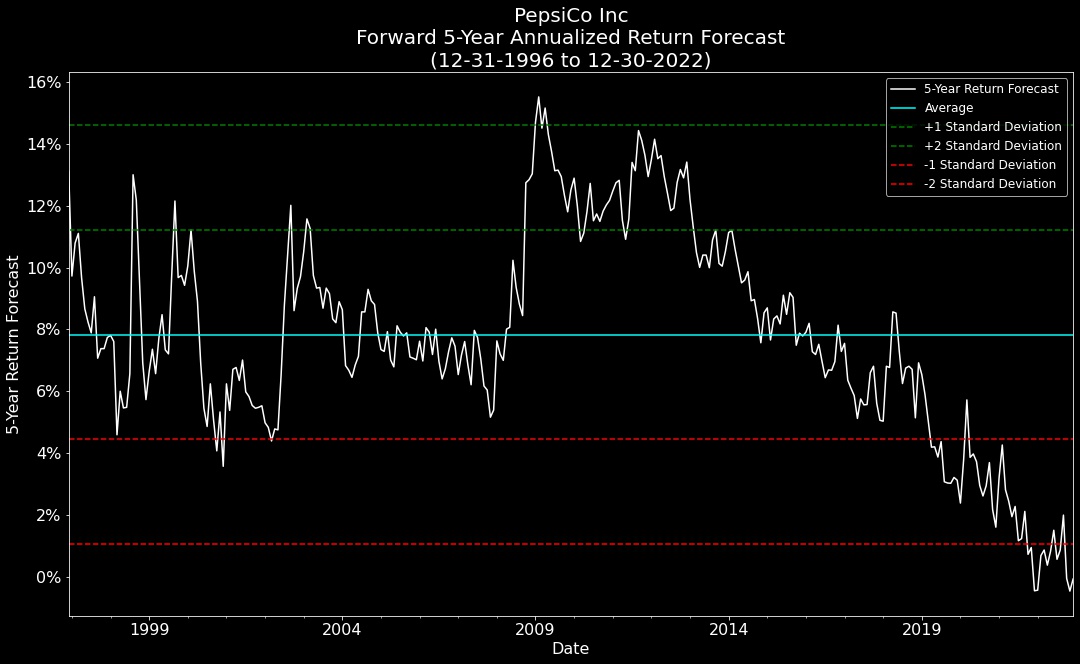 PepsiCo Inc
Forward 5-Year Annualized Return Forecast
(12-31-1996 to 12-30-2022)
16%
14%
12%
10%
8%
6%
4%
2%
0%
5-Year Return Forecast
5-Year Return Forecast
Average
+1 Standard Deviation
+2 Standard Deviation
-1 Standard Deviation
-2 Standard Deviation
1999 2004 2009 2014 2019
Date